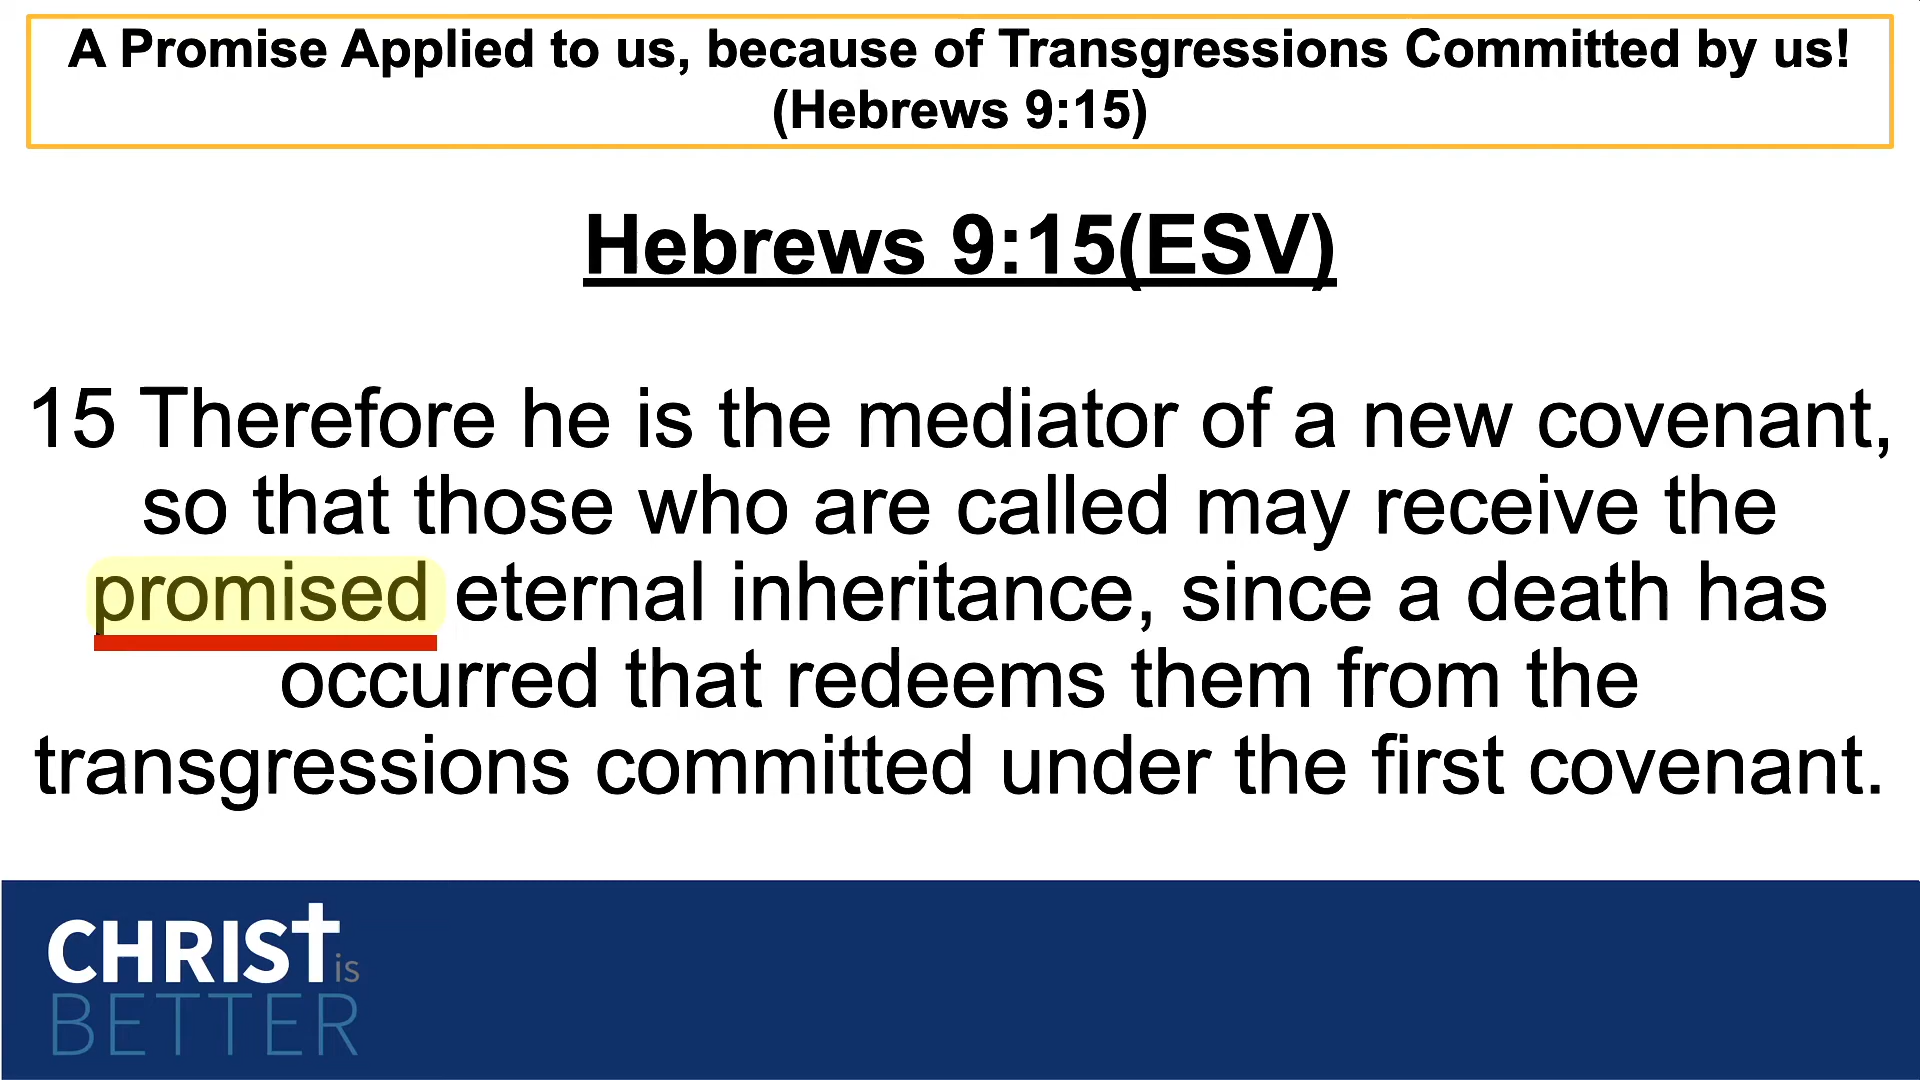 A Promise Applied to us, because of Transgressions Committed by us!
(Hebrews 9:15)
Hebrews 9:15(ESV)
15 Therefore he is the mediator of a new covenant,
so that those who are called may receive the
promised eternal inheritance, since a death has
occurred that redeems them from the
transgressions committed under the first covenant.
CHRIST is
BETTER